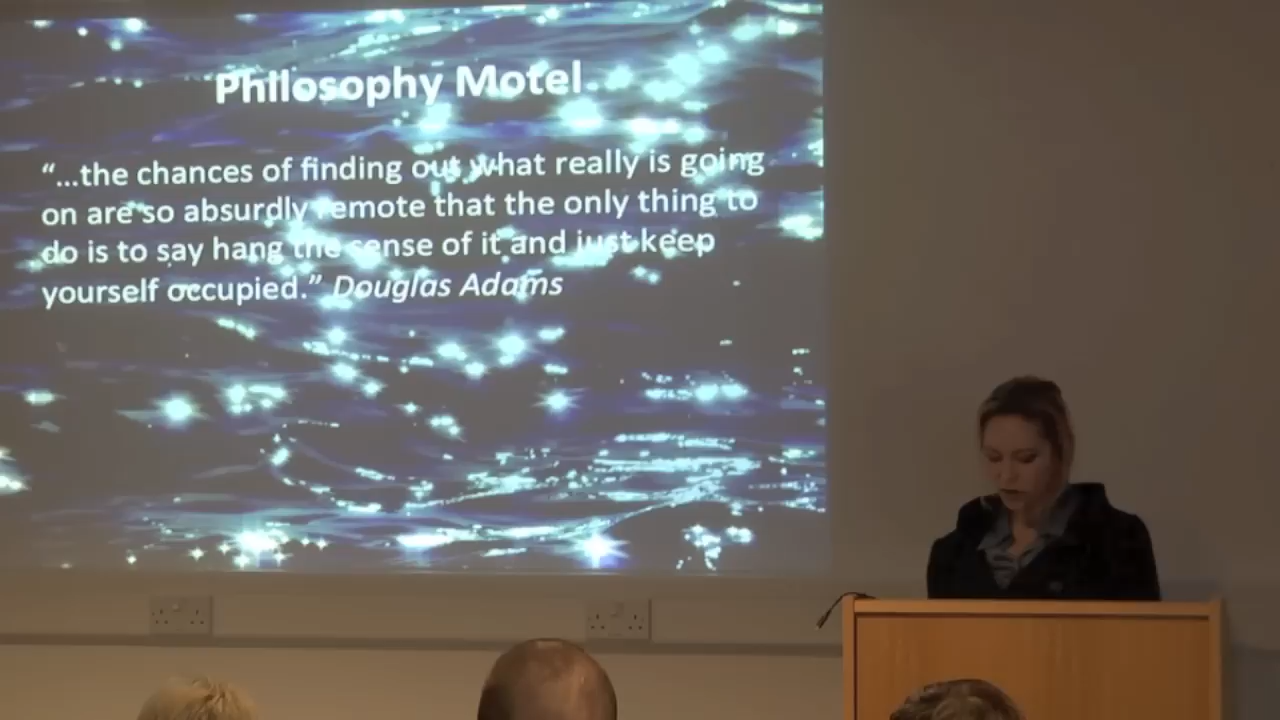 Philosophy Motel
“...the chances of finding out what really is going
on are so absurdly remote that the only thing to
do is to say hang the sense of it and just keep
yourself occupied.” Douglas Adams